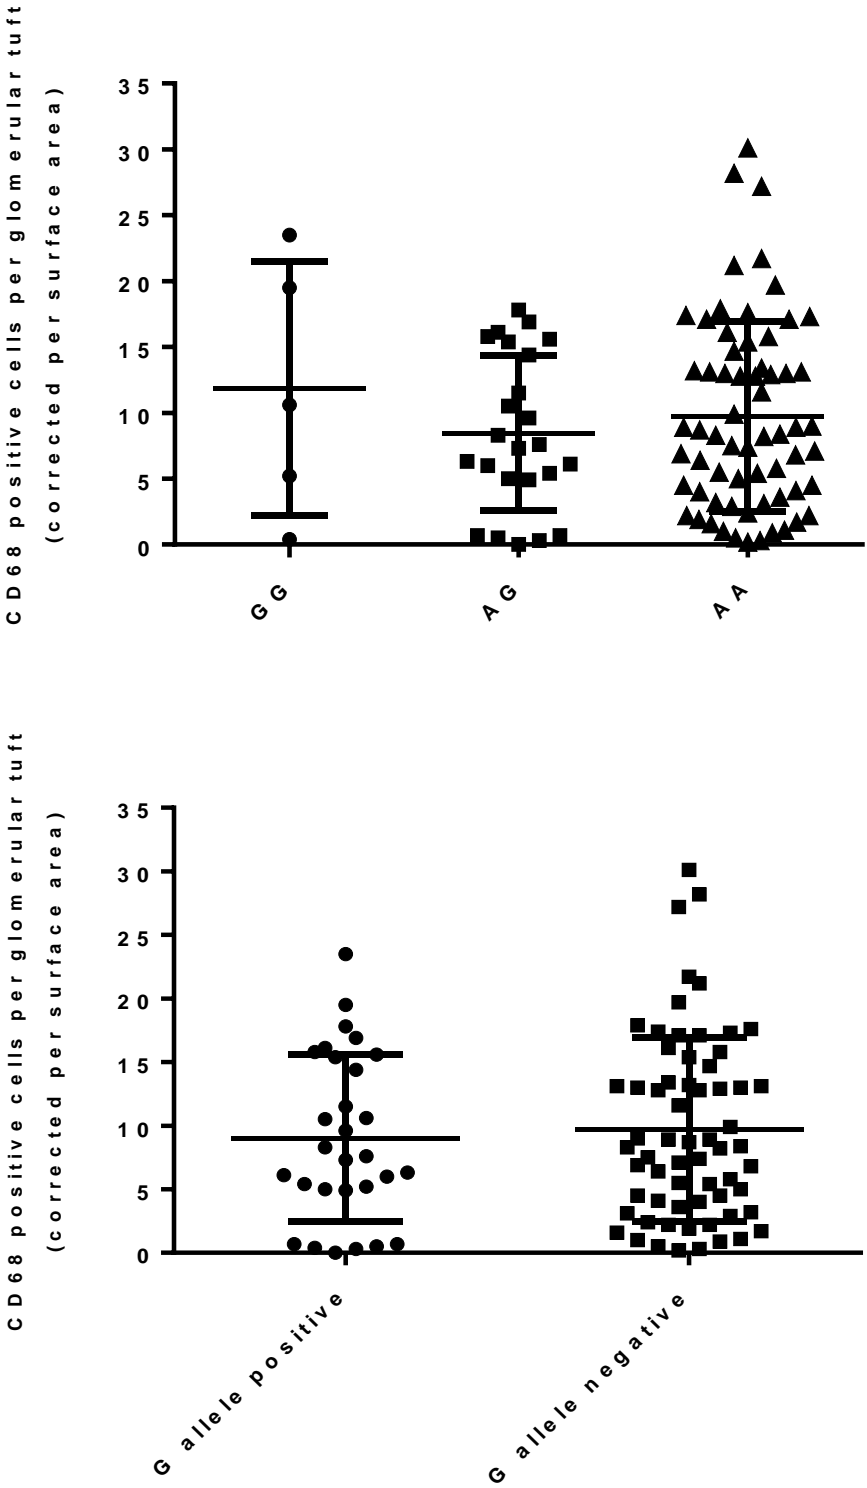 CD68 positive cells per glomerular tuft
(corrected per surface area)
35
30
25
20
15
10
5
0
GG
AG
AA
CD68 positive cells per glomerular tuft
(corrected per surface area)
35
30
25
20
15
10
5
0
G allele positive
G allele negative